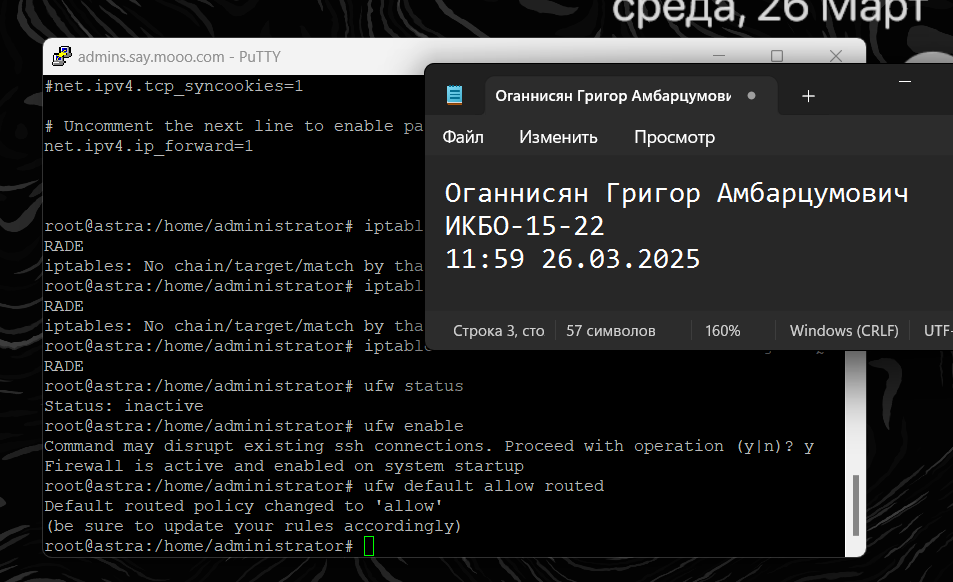 среда, 26 Март
admins.say.mooo.com - PuTTY
#net.ipv4.tcp_syncookies=1
# Uncomment the next line to enable pa
net.ipv4.ip_forward=1
root@astra:/home/administrator# iptabl
RADE
iptables: No chain/target/match by tha
root@astra:/home/administrator# iptabl
RADE
iptables: No chain/target/match by tha
root@astra:/home/administrator# iptable
RADE
root@astra:/home/administrator# ufw status
Status: inactive
root@astra:/home/administrator# ufw enable
Command may disrupt existing ssh connections. Proceed with operation (y|n)? y
Firewall is active and enabled on system startup
root@astra:/home/administrator# ufw default allow routed
Default routed policy changed to 'allow'
(be sure to update your rules accordingly)
root@astra:/home/administrator#
Оганнисян Григор Амбарцумови
Файл Изменить Просмотр
Оганнисян Григор Амбарцумович
ИКБО-15-22
11:59 26.03.2025
Строка 3, сто 57 символов 160% Windows (CRLF) UTF-